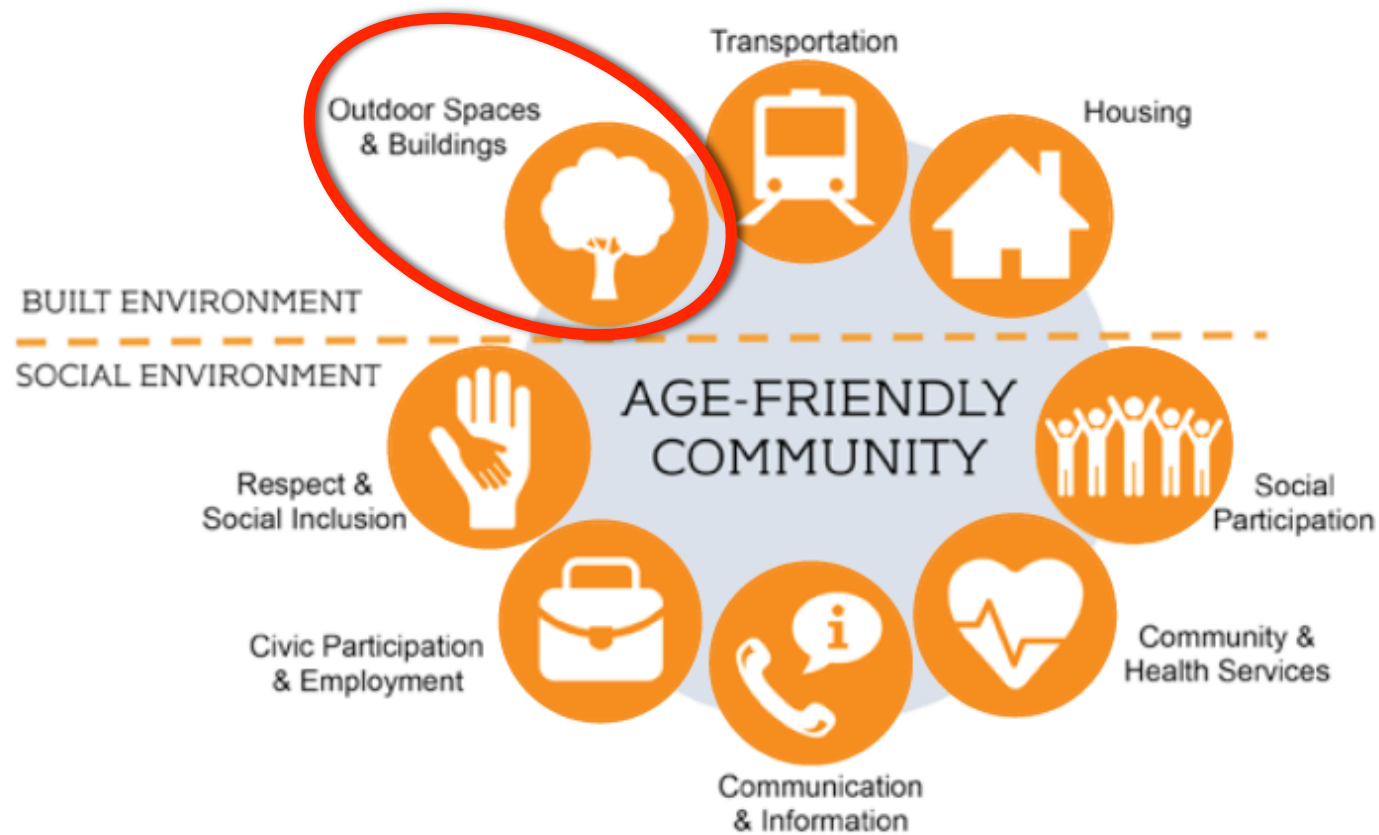 Transportation
Outdoor Spaces
& Buildings
Housing
BUILT ENVIRONMENT
SOCIAL ENVIRONMENT
AGE-FRIENDLY
COMMUNITY
Respect &
Social Inclusion
Social
Participation
Civic Participation
& Employment
i
Community &
Health Services
Communication
& Information